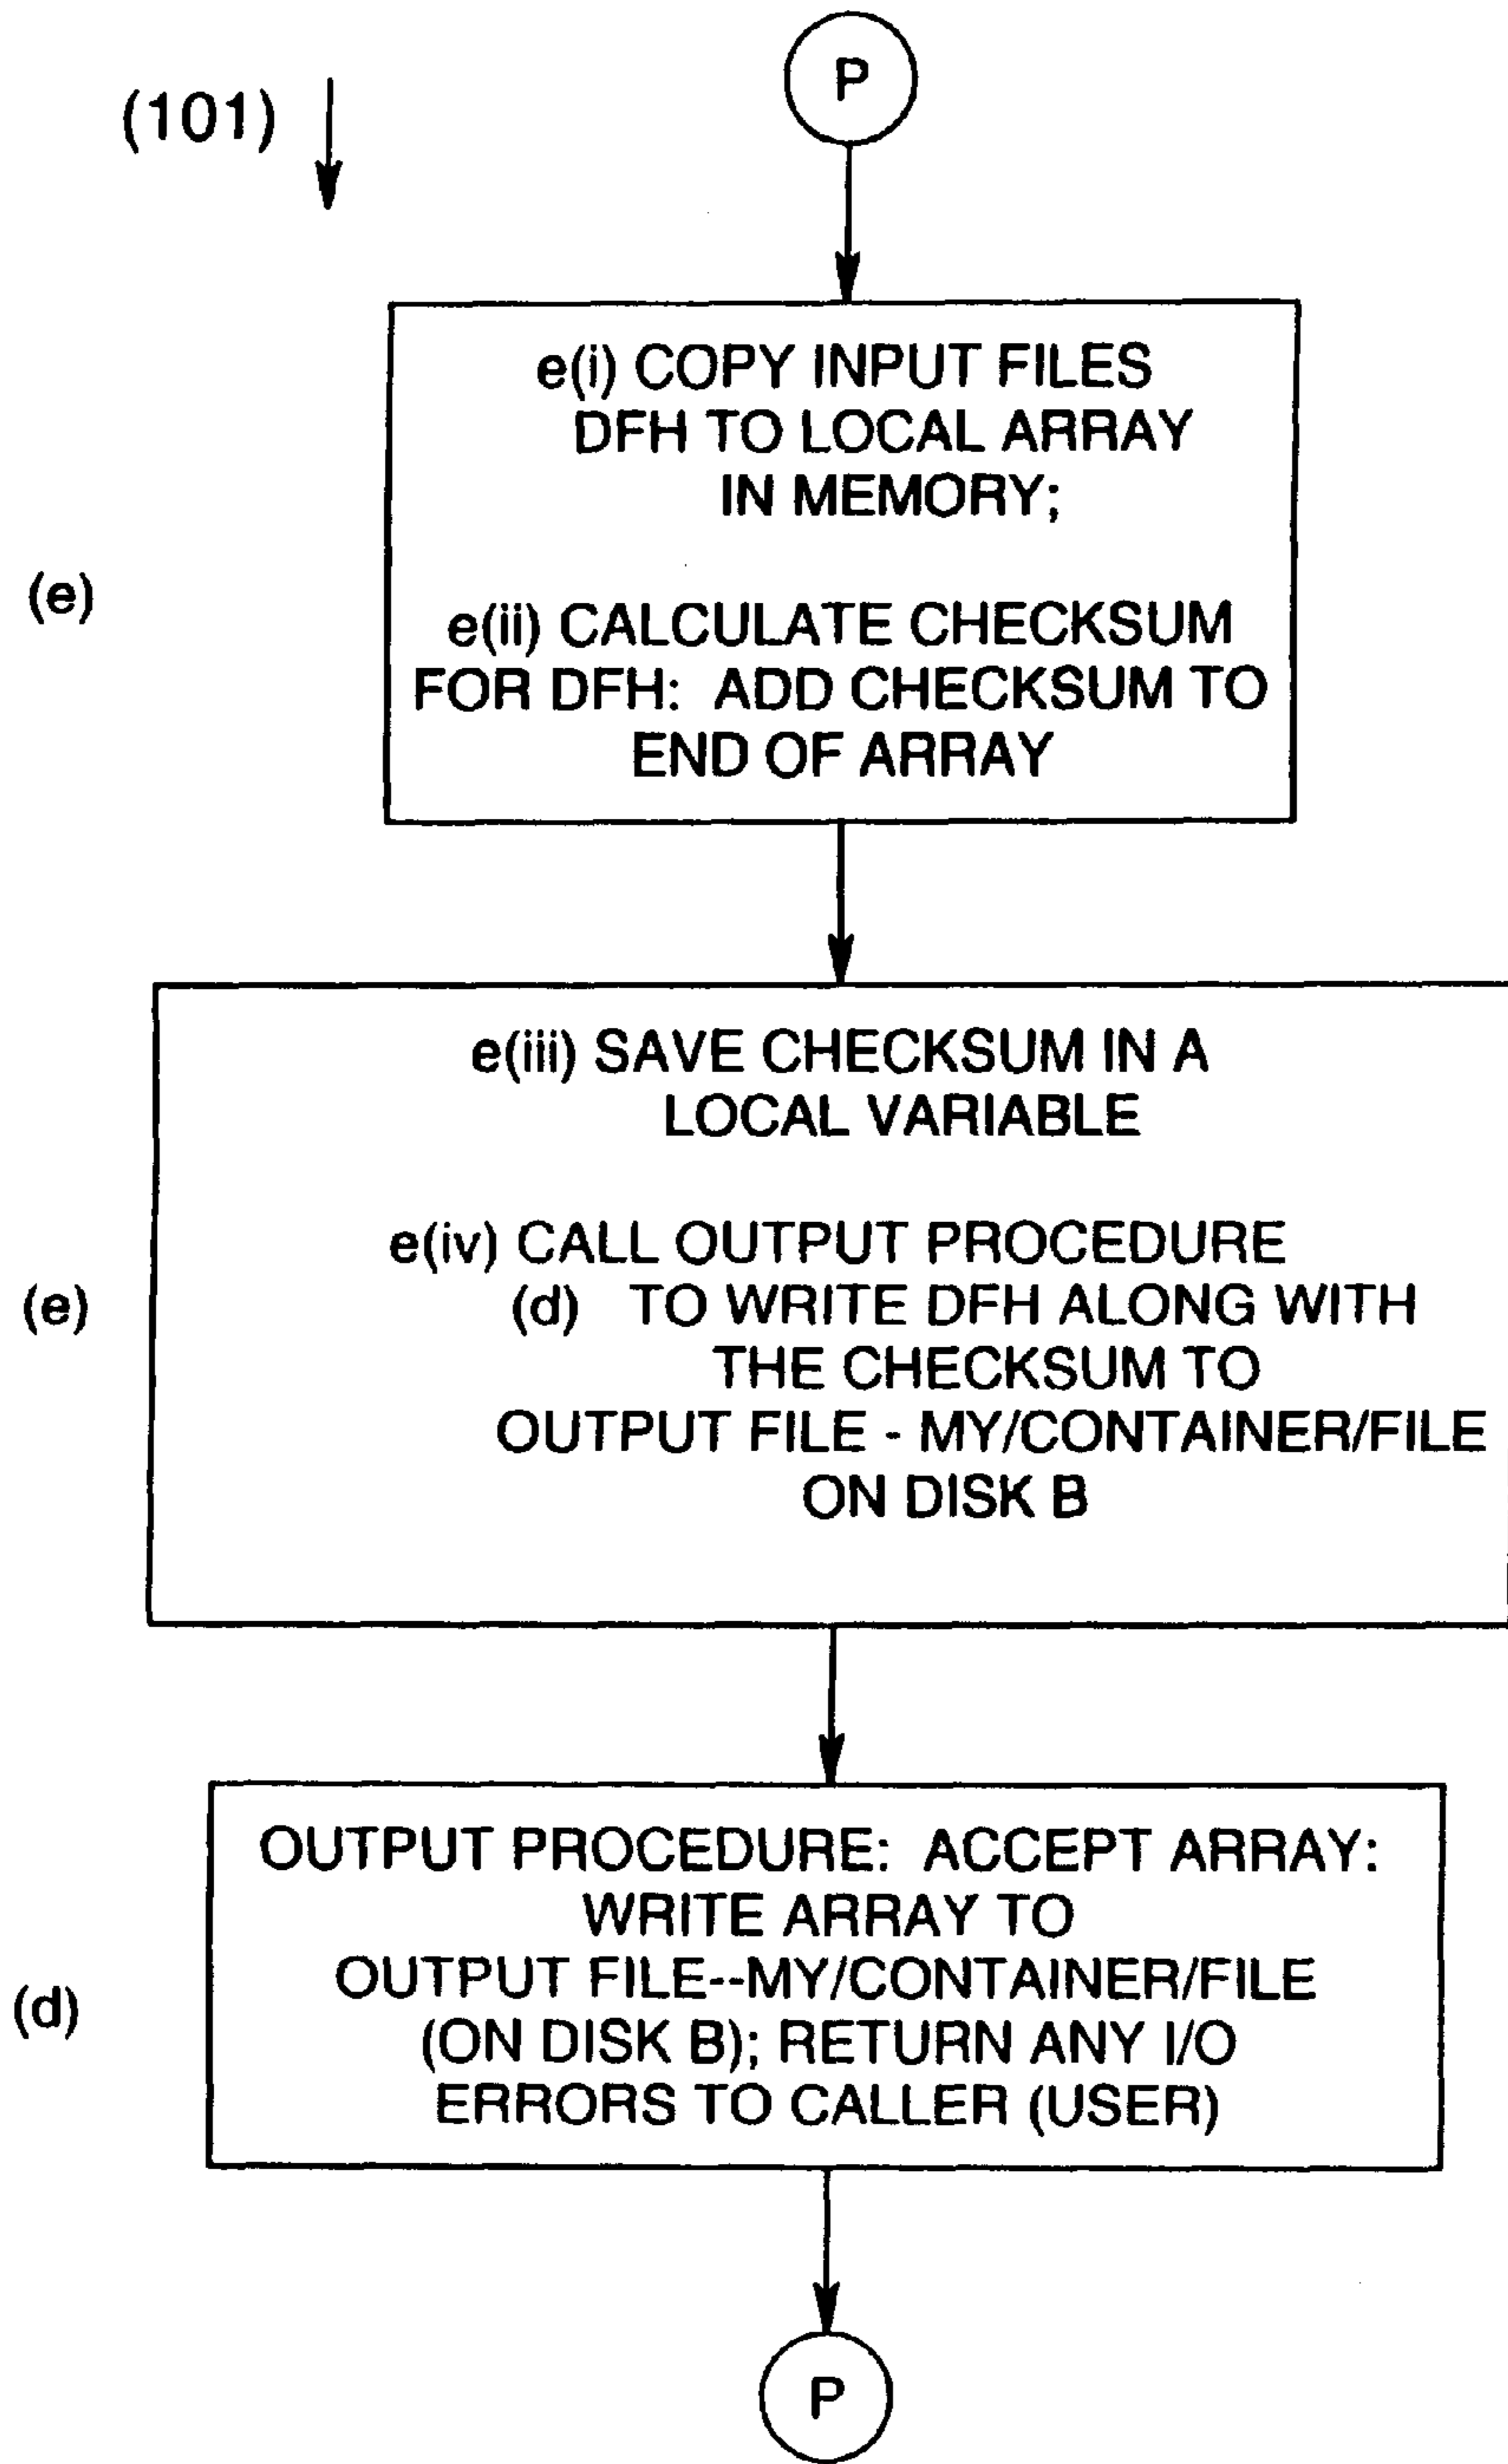 P
(101)
e(i) COPY INPUT FILES
DFH TO LOCAL ARRAY
IN MEMORY;
(e)
e(ii) CALCULATE CHECKSUM
FOR DFH: ADD CHECKSUM TO
END OF ARRAY
e(iii) SAVE CHECKSUM IN A
LOCAL VARIABLE
e(iv) CALL OUTPUT PROCEDURE
(e)
(d) TO WRITE DFH ALONG WITH
THE CHECKSUM TO
OUTPUT FILE - MY/CONTAINER/FILE
ON DISK B
OUTPUT PROCEDURE: ACCEPT ARRAY:
WRITE ARRAY TO
OUTPUT FILE--MY/CONTAINER/FILE
(d)
(ON DISK B); RETURN ANY I/O
ERRORS TO CALLER (USER)
P